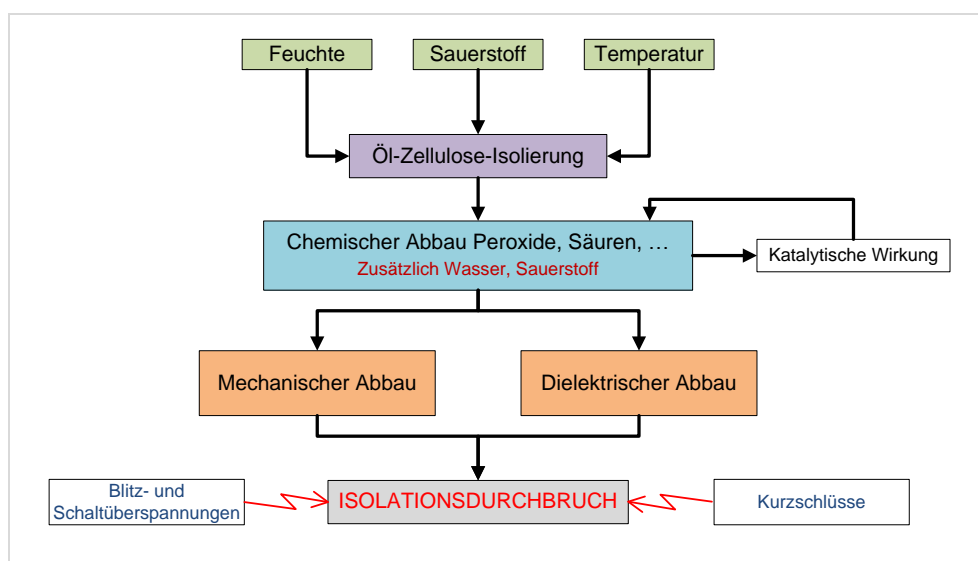 Feuchte
Sauerstoff
Temperatur
Öl-Zellulose-Isolierung
Chemischer Abbau Peroxide, Säuren, …
Zusätzlich Wasser, Sauerstoff
Katalytische Wirkung
Mechanischer Abbau
Dielektrischer Abbau
Blitz- und
Schaltüberspannungen
ISOLATIONSDURCHBRUCH
Kurzschlüsse